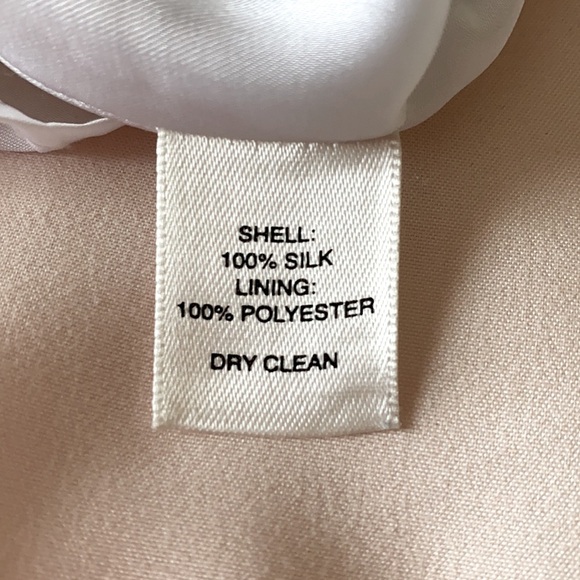 SHELL:
100% SILK
LINING:
100% POLYESTER
DRY CLEAN